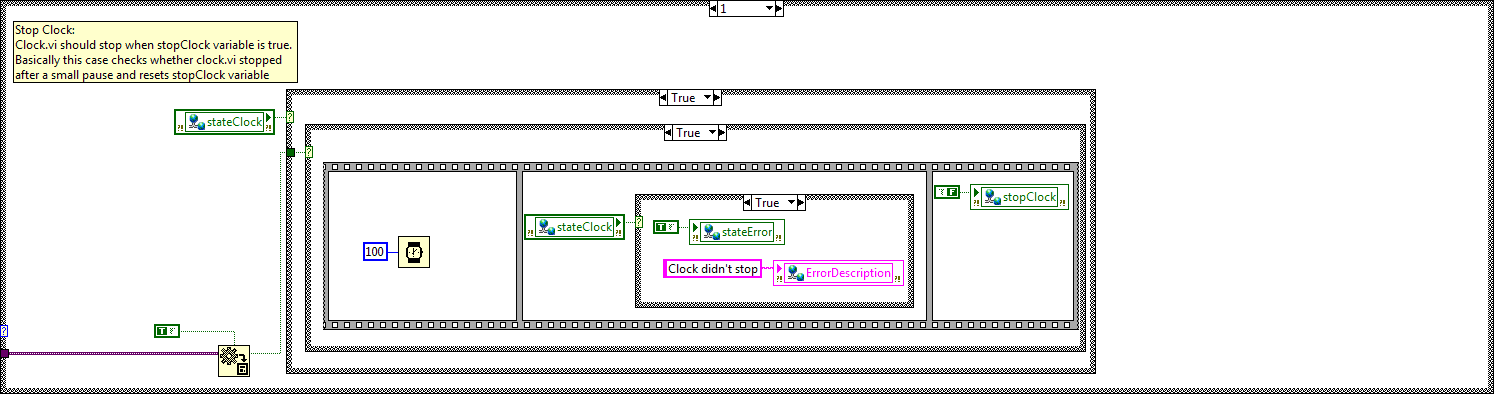 1
Stop Clock:
Clock.vi should stop when stopClock variable is true.
Basically this case checks whether clock.vi stopped
after a small pause and resets stopClock variable
True
stateClock
True
True
F
stopClock
stateClock
T
stateError
100
Clock didn't stop
ErrorDescription
T